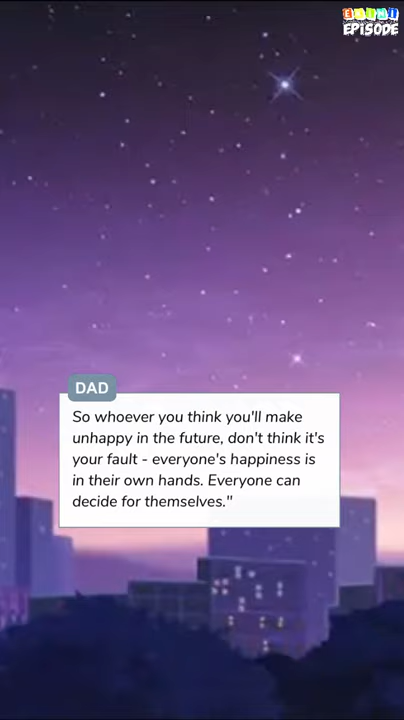 EJINI
EPISODE
DAD
So whoever you think you'll make
unhappy in the future, don't think it's
your fault - everyone's happiness is
in their own hands. Everyone can
decide for themselves."